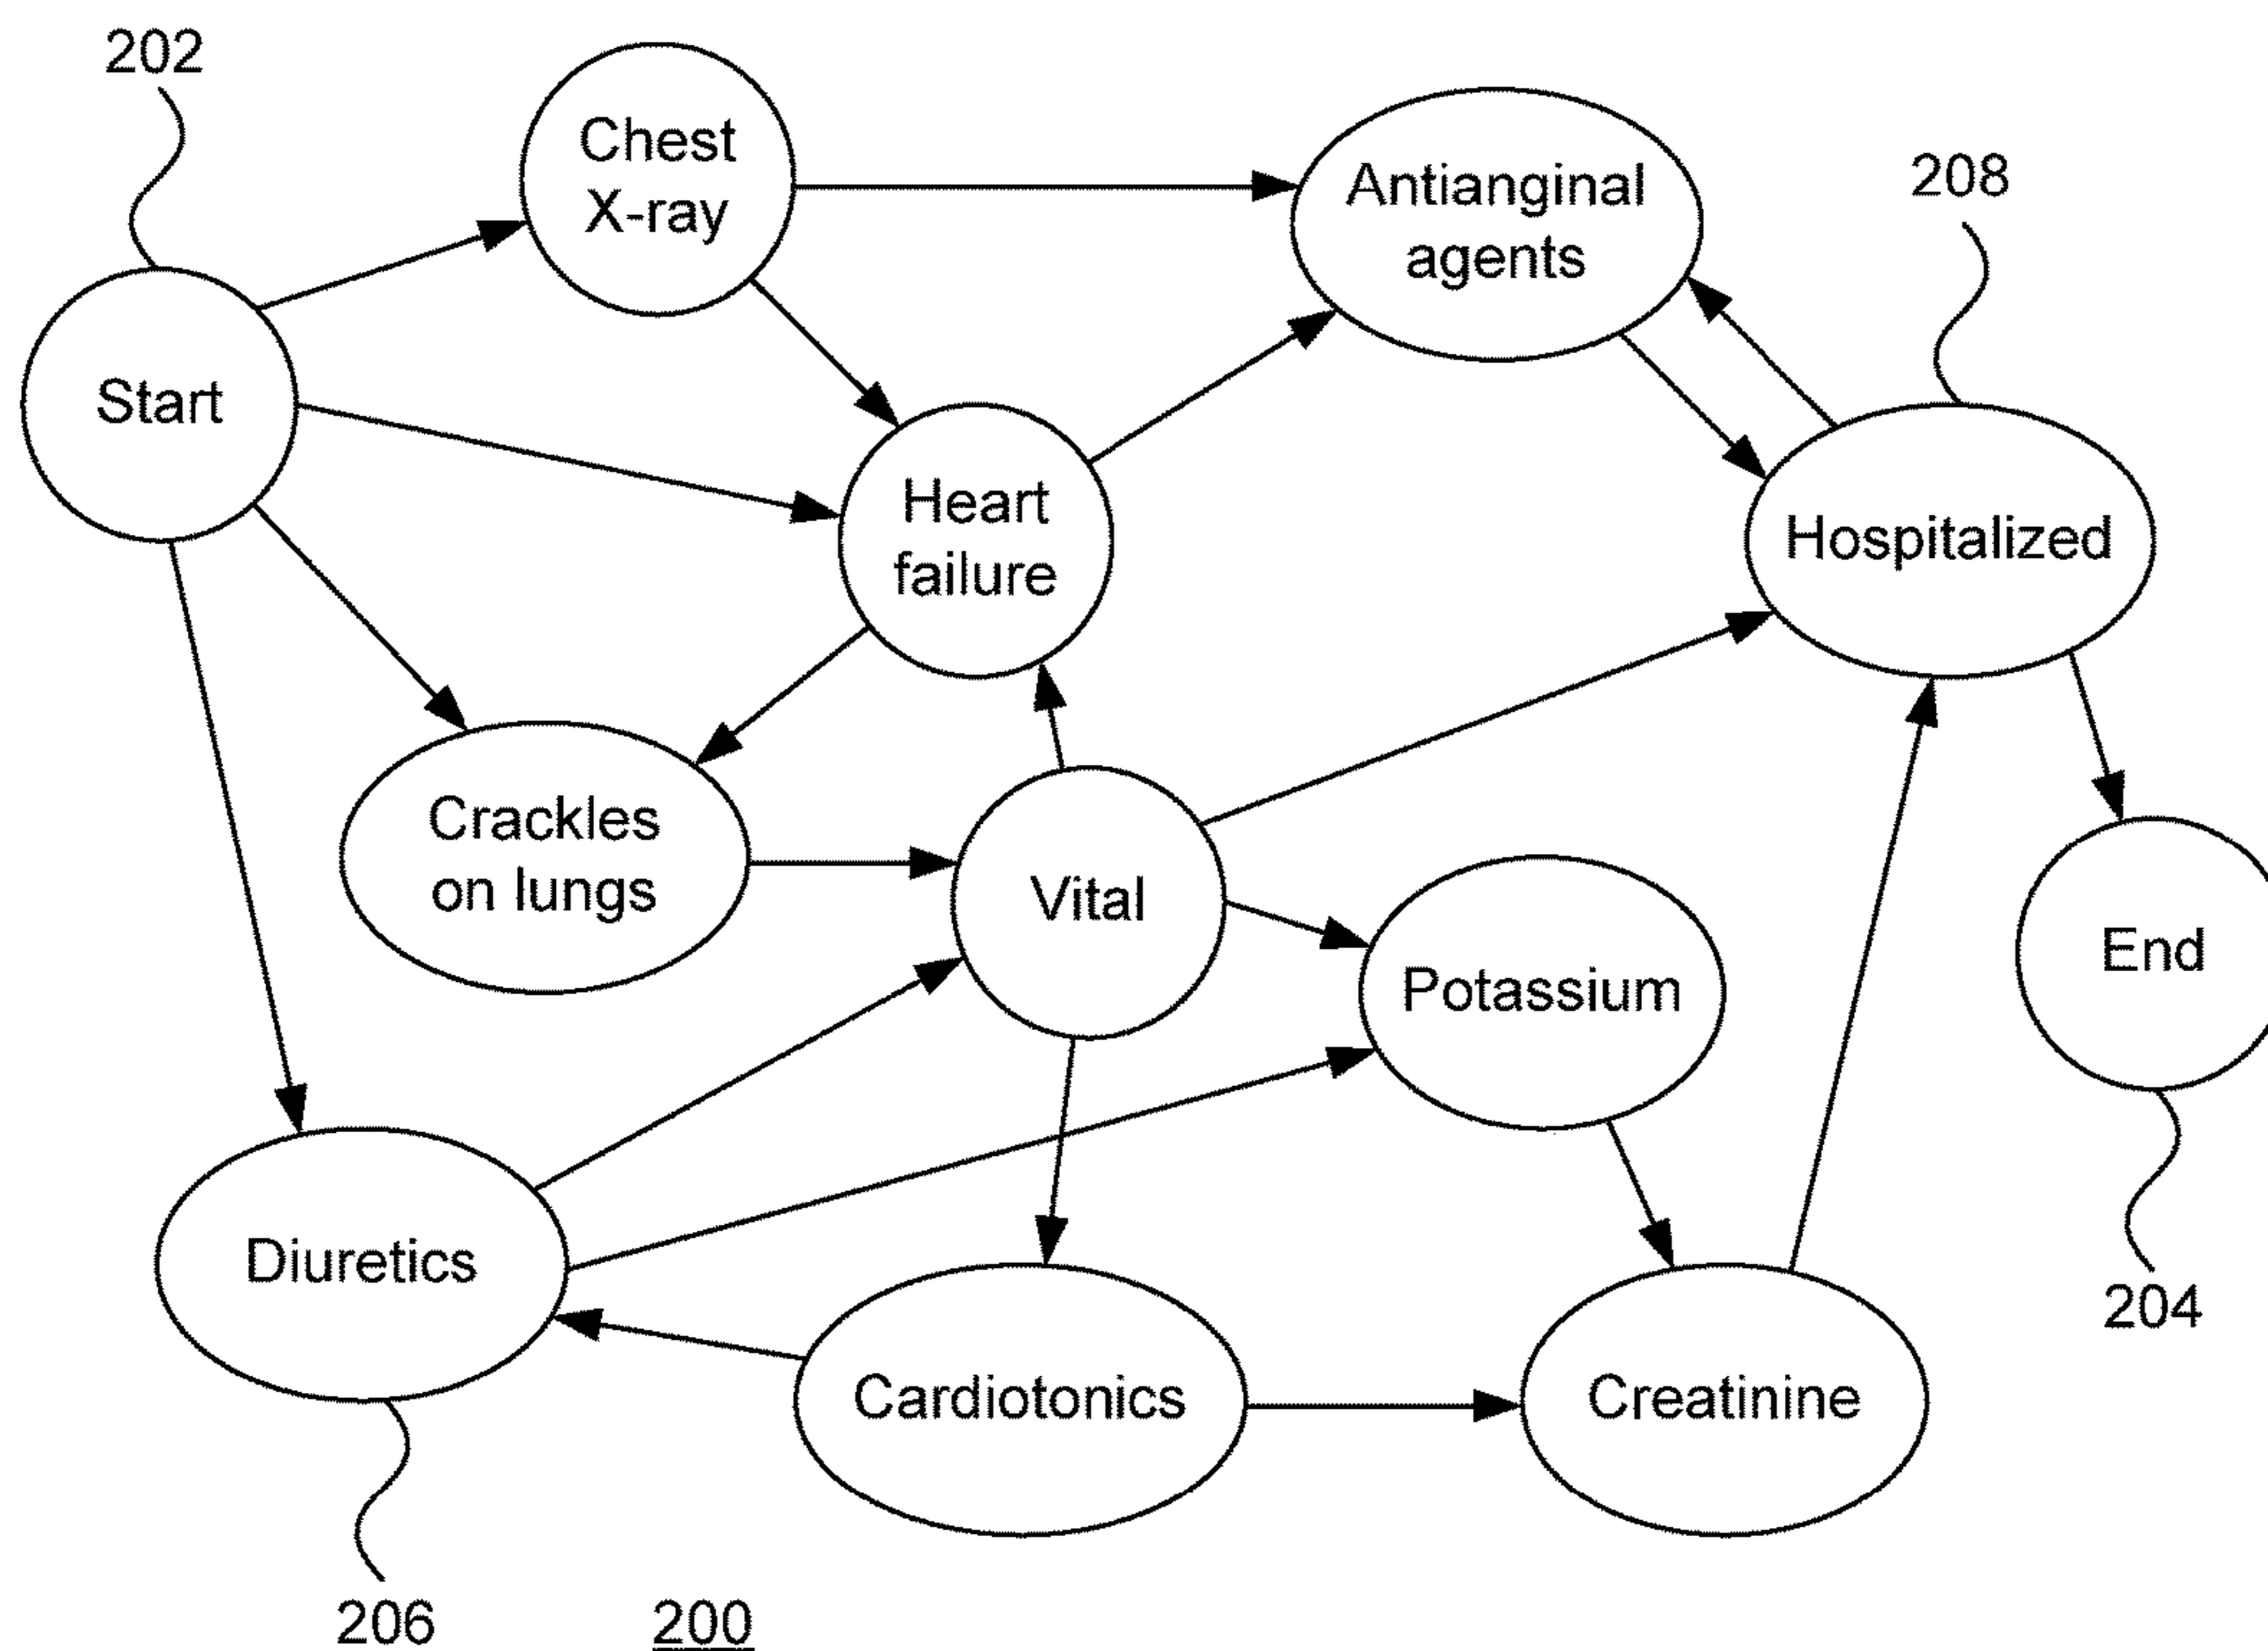 202
Chest
X-ray
Antianginal
agents
208
Start
Heart
failure
Hospitalized
Crackles
on lungs
Vital
Potassium
End
Diuretics
Cardiotonics
Creatinine
204
206
200